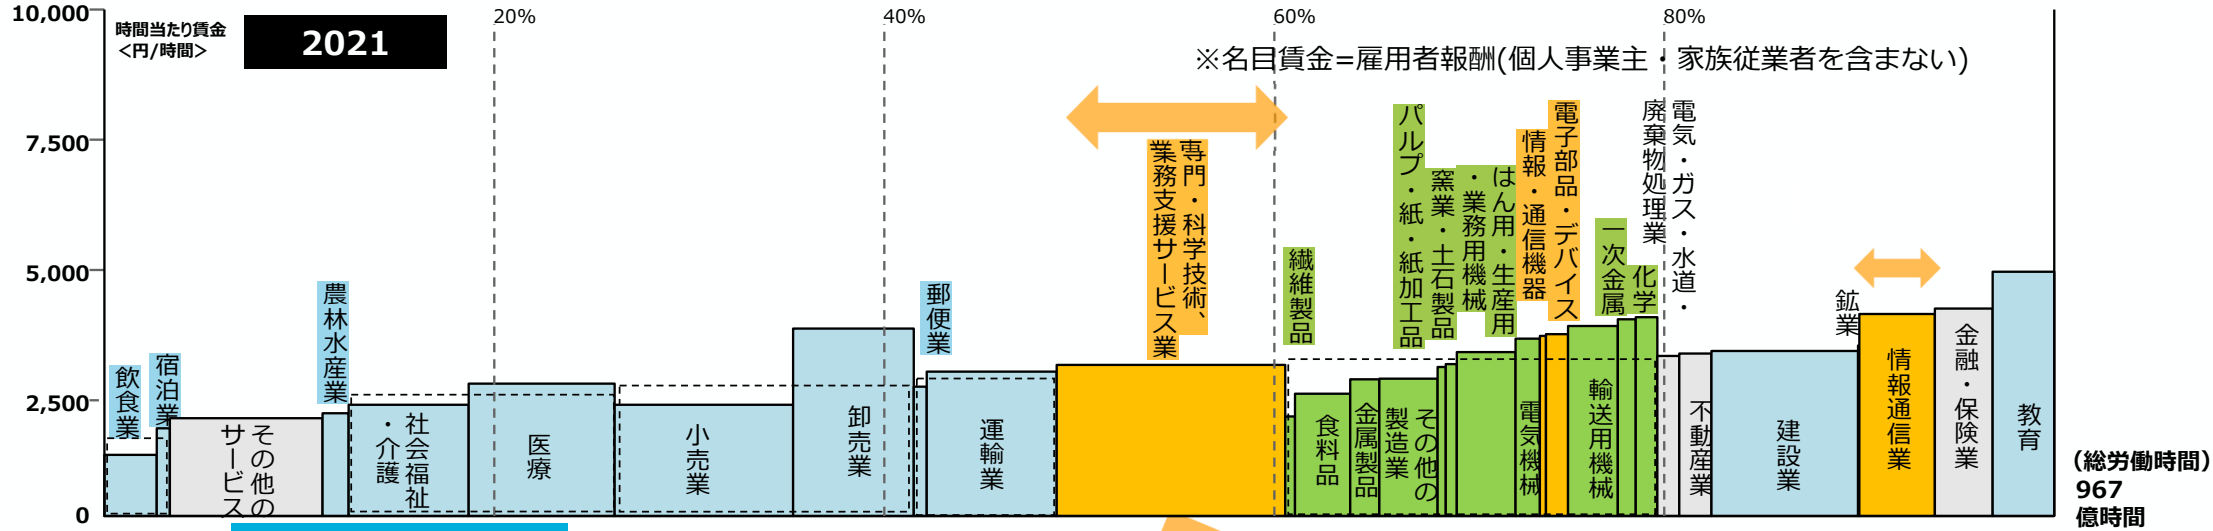 10,000
7,500
5,000
2,500
0
時間当たり賃金
<円/時間>
2021
20%
40%
60%
80%
※名目賃金=雇用者報酬(個人事業主・家族従業者を含まない)
飲食業
宿泊業
その他の
サービス
農林水産業
社会福祉
・介護
医療
小売業
卸売業
郵便業
運輸業
専門・科学技術、
業務支援サービス業
繊維製品
食料品
金属製品
その他の
製造業
パルプ・紙・紙加工品
窯業・土石製品
はん用・生産用
・業務用機械
電気機械
情報・通信機器
電子部品・デバイス
輸送用機械
一次金属
化学
電気・ガス・水道・
廃棄物処理業
不動産業
建設業
鉱業
情報通信業
金融・保険業
教育
(総労働時間)
967
億時間